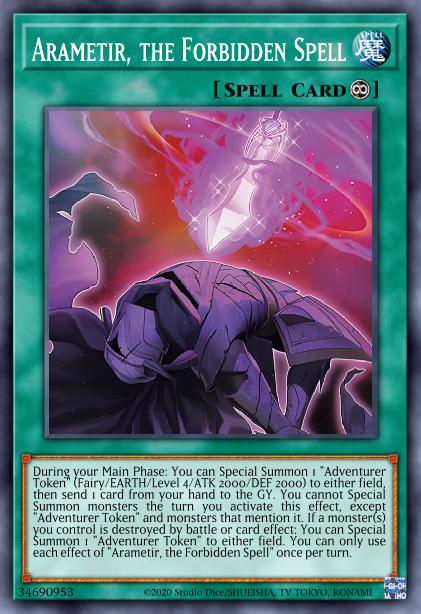 Arametir, the Forbidden Spell
SPELL
魔
[Spell Card]
During your Main Phase: You can Special Summon 1 "Adventurer
Token" (Fairy/EARTH/Level 4/ATK 2000/DEF 2000) to either field,
then send 1 card from your hand to the GY. You cannot Special
Summon monsters the turn you activate this effect, except
"Adventurer Token" and monsters that mention it. If a monster(s)
you control is destroyed by battle or card effect: You can Special
Summon 1 "Adventurer Token" to either field. You can only use
each effect of "Arametir, the Forbidden Spell" once per turn.
34690953
©2020 Studio Dice/SHUEISHA, TV TOKYO, KONAMI